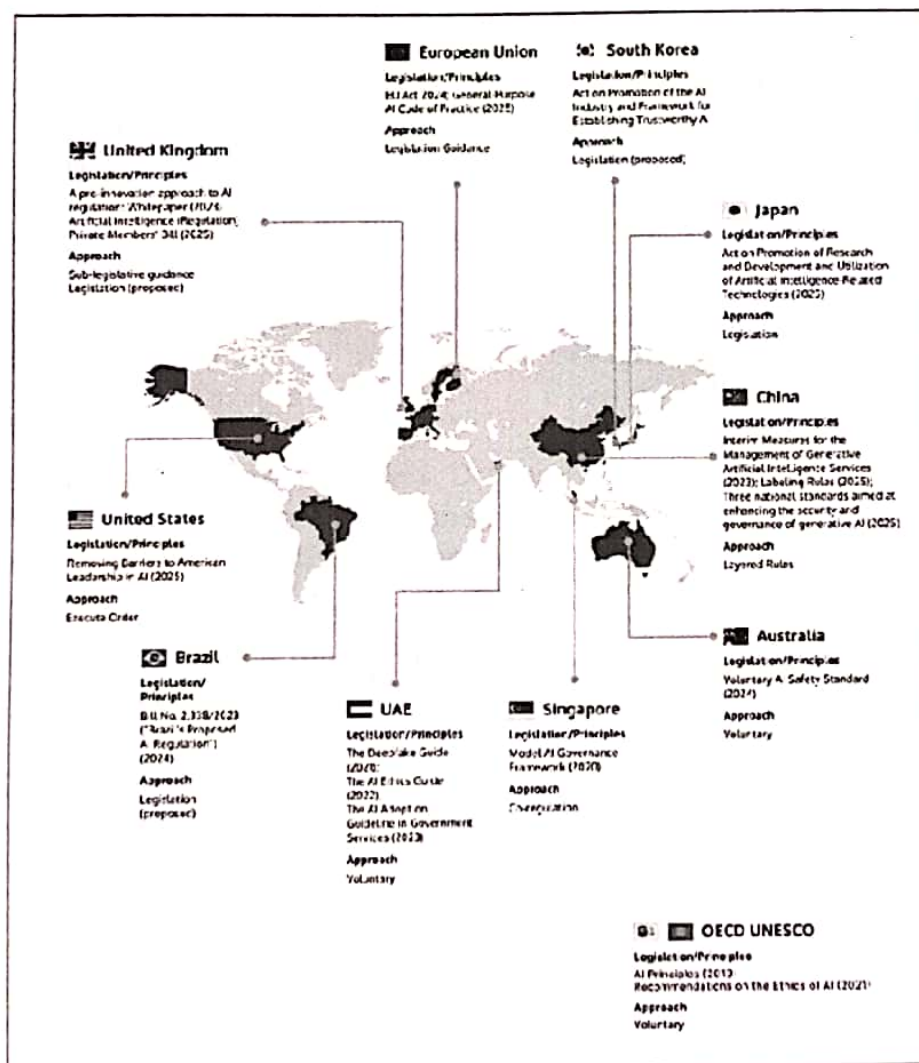 European Union
Legislation/Principles
EU Act 2024; General-Purpose
AI Code of Practice (2025)
Approach
Legislation Guidance
South Korea
Legislation/Principles
Act on Promotion of the AI
Industry and Framework for
Establishing Trustworthy A
Approach
Legislation (proposed)
United Kingdom
Legislation/Principles
A pro-innovation approach to AI
regulation: Whitepaper (2023)
Artificial Intelligence (Regulation)
Private Members' Bill (2025)
Approach
Sub-legislative guidance
Legislation (proposed)
Japan
Legislation/Principles
Act on Promotion of Research
and Development and Utilization
of Artificial Intelligence-Related
Technologies (2025)
Approach
Legislation
China
Legislation/Principles
Interim Measures for the
Management of Generative
Artificial Intelligence Services
(2023); Labeling Rules (2025);
Three national standards aimed at
enhancing the security and
governance of generative AI (2025)
Approach
Layered Rules
United States
Legislation/Principles
Removing Barriers to American
Leadership in AI (2025)
Approach
Order
Brazil
Legislation/
Principles
Bill No. 2,338/2023
("Brazil's Proposed
AI Regulation")
(2024)
Approach
Legislation
(proposed)
UAE
Legislation/Principles
The Deepfake Guide
The AI Ethics Guide
(2022)
The AI Adoption
Guideline in Government
Services (2023)
Approach
Voluntary
Singapore
Legislation/Principles
Model AI Governance
Framework (2020)
Approach
Co-regulation
Australia
Legislation/Principles
Voluntary AI Safety Standard
(2024)
Approach
Voluntary
OECD UNESCO
Legislation/Principles
AI Principles (2019)
Recommendations on the Ethics of AI (2021)
Approach
Voluntary